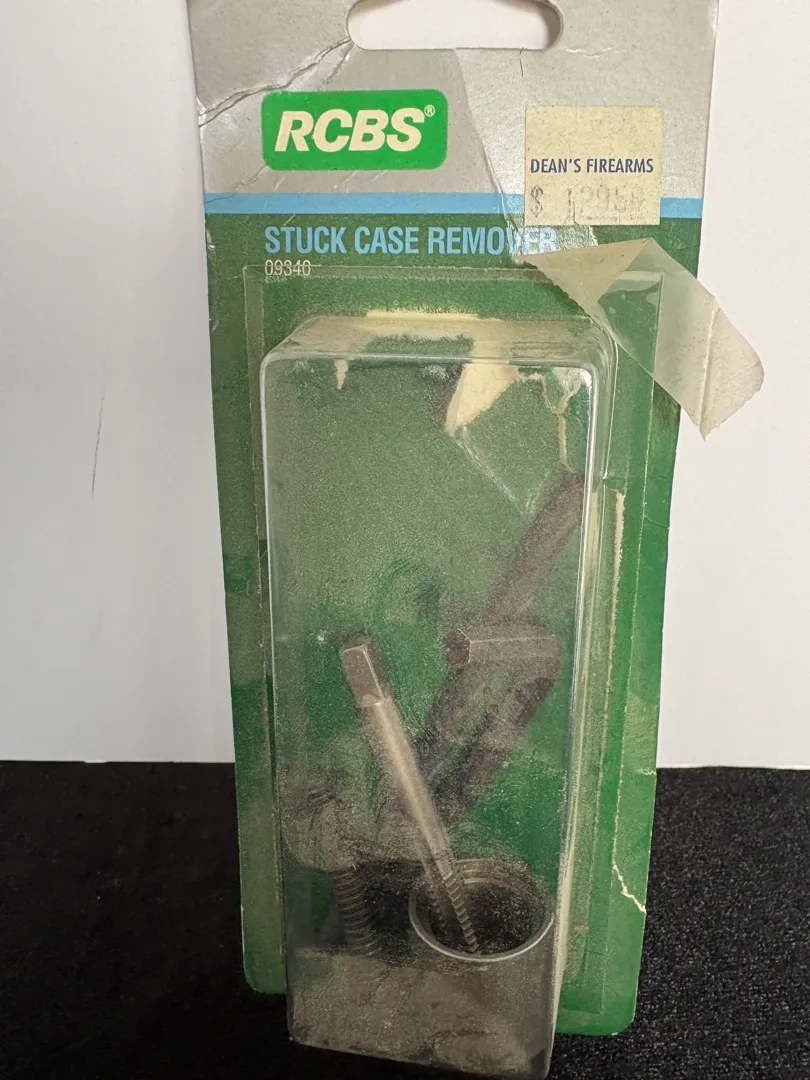 RCBS®
DEAN'S FIREARMS
STUCK CASE REMOVER
09340